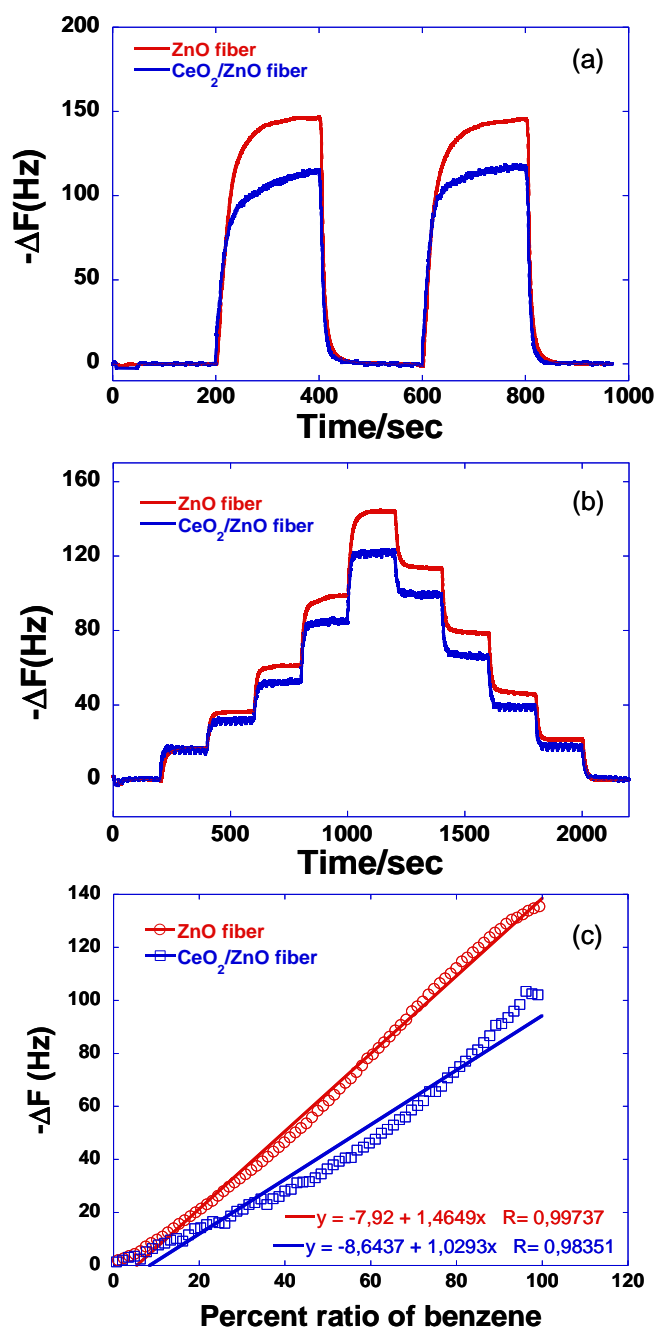 200
150
100
50
0
-ΔF(Hz)
ZnO fiber
CeO₂/ZnO fiber
(a)
0 200 400 600 800 1000
Time/sec
160
120
80
40
0
-ΔF(Hz)
ZnO fiber
CeO₂/ZnO fiber
(b)
0 500 1000 1500 2000
Time/sec
140
120
100
80
60
40
20
0
-ΔF (Hz)
ZnO fiber
CeO₂/ZnO fiber
(c)
y = -7,92 + 1,4649x R= 0,99737
y = -8,6437 + 1,0293x R= 0,98351
0 20 40 60 80 100 120
Percent ratio of benzene